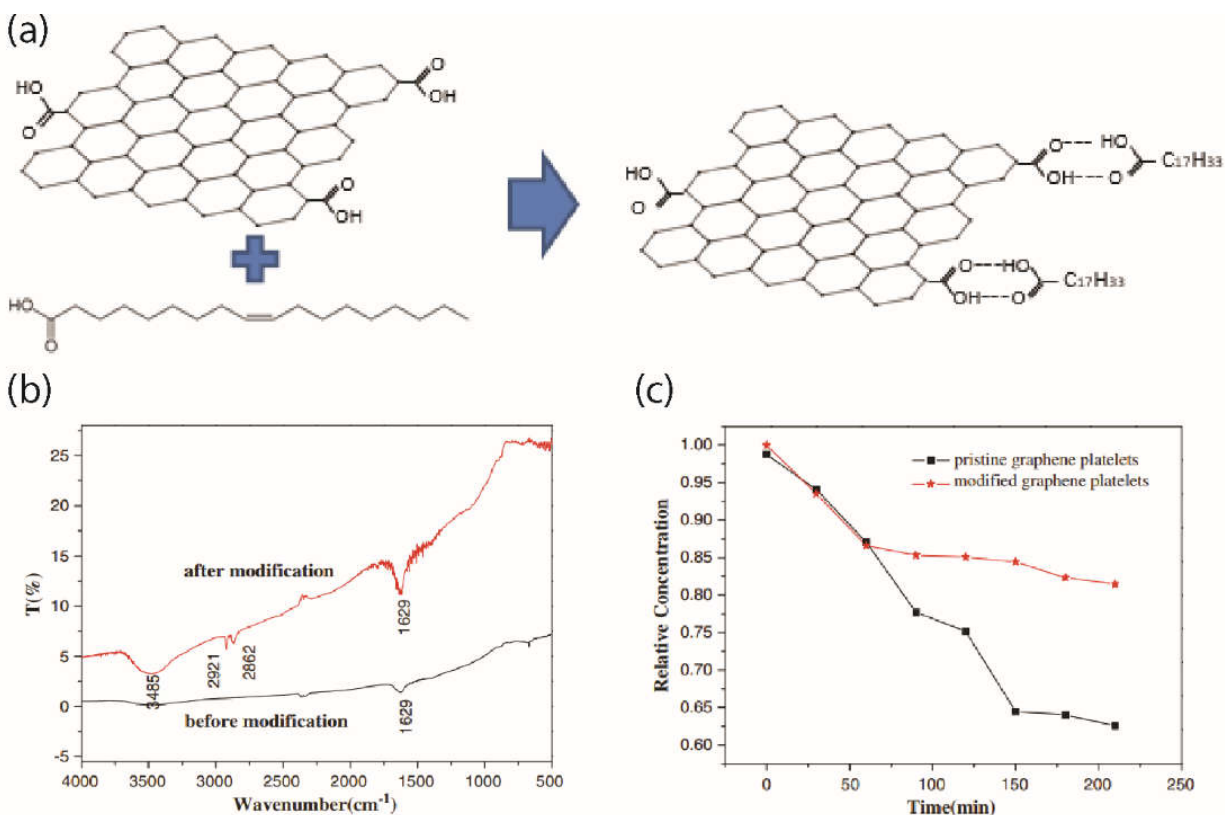 (a)
O
HO
OH
O
O
OH
HO
O
HO
O
O
HO
OH
O
C₁₇H₃₃
O
HO
OH
O
C₁₇H₃₃
(b)
25
20
15
10
5
0
-5
T(%)
after modification
before modification
3485
2921
2862
1629
1629
4000
3500
3000
2500
2000
1500
1000
500
Wavenumber(cm⁻¹)
(c)
1.00
0.95
0.90
0.85
0.80
0.75
0.70
0.65
0.60
Relative Concentration
pristine graphene platelets
modified graphene platelets
0
50
100
150
200
250
Time(min)